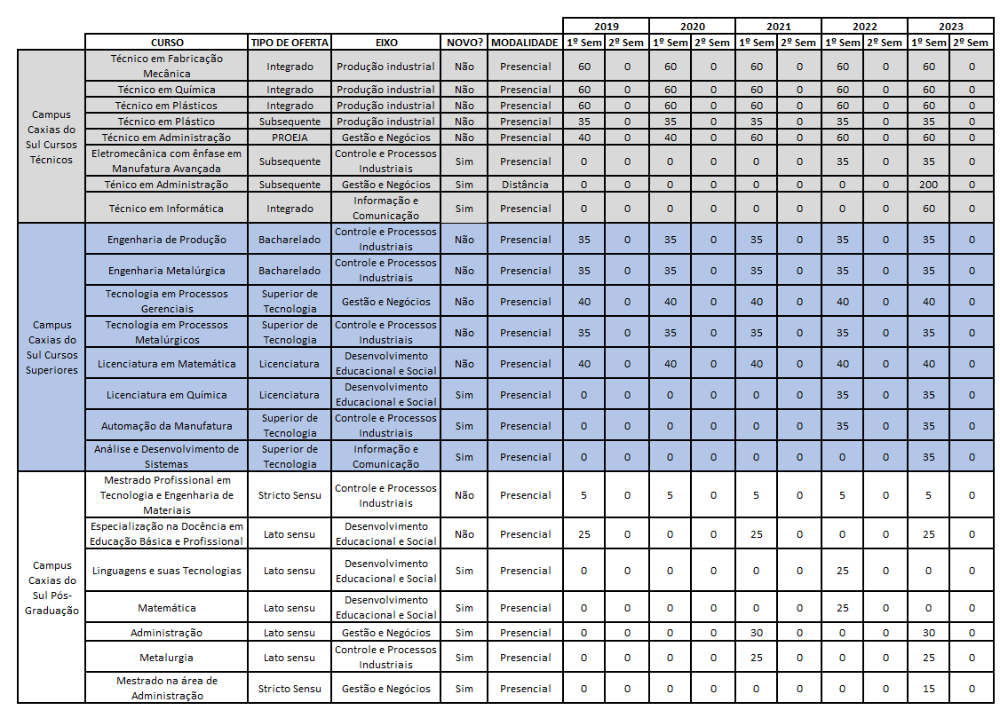 2019 2020 2021 2022 2023
CURSO TIPO DE OFERTA EIXO NOVO? MODALIDADE 1º Sem 2º Sem 1º Sem 2º Sem 1º Sem 2º Sem 1º Sem 2º Sem 1º Sem 2º Sem
Campus
Caxias do
Sul Cursos
Técnicos
Técnico em Fabricação
Mecânica
Integrado Produção industrial Não Presencial 60 0 60 0 60 0 60 0 60 0
Técnico em Química Integrado Produção industrial Não Presencial 60 0 60 0 60 0 60 0 60 0
Técnico em Plásticos Integrado Produção industrial Não Presencial 60 0 60 0 60 0 60 0 60 0
Técnico em Plástico Subsequente Produção industrial Não Presencial 35 0 35 0 35 0 35 0 35 0
Técnico em Administração PROEJA Gestão e Negócios Não Presencial 40 0 40 0 60 0 60 0 60 0
Eletromecânica com ênfase em
Manufatura Avançada
Subsequente
Controle e Processos
Industriais
Sim Presencial 0 0 0 0 0 0 35 0 35 0
Ténico em Administração Subsequente Gestão e Negócios Sim Distância 0 0 0 0 0 0 0 0 200 0
Técnico em Informática Integrado
Informação e
Comunicação
Sim Presencial 0 0 0 0 0 0 0 0 60 0
Campus
Caxias do
Sul Cursos
Superiores
Engenharia de Produção Bacharelado
Controle e Processos
Industriais
Não Presencial 35 0 35 0 35 0 35 0 35 0
Engenharia Metalúrgica Bacharelado
Controle e Processos
Industriais
Não Presencial 35 0 35 0 35 0 35 0 35 0
Tecnologia em Processos
Gerenciais
Superior de
Tecnologia
Gestão e Negócios Não Presencial 40 0 40 0 40 0 40 0 40 0
Tecnologia em Processos
Metalúrgicos
Superior de
Tecnologia
Controle e Processos
Industriais
Não Presencial 35 0 35 0 35 0 35 0 35 0
Licenciatura em Matemática Licenciatura
Desenvolvimento
Educacional e Social
Não Presencial 40 0 40 0 40 0 40 0 40 0
Licenciatura em Química Licenciatura
Desenvolvimento
Educacional e Social
Sim Presencial 0 0 0 0 0 0 35 0 35 0
Automação da Manufatura
Superior de
Tecnologia
Controle e Processos
Industriais
Sim Presencial 0 0 0 0 0 0 35 0 35 0
Análise e Desenvolvimento de
Sistemas
Superior de
Tecnologia
Informação e
Comunicação
Sim Presencial 0 0 0 0 0 0 0 0 35 0
Campus
Caxias do
Sul Pós-
Graduação
Mestrado Profissional em
Tecnologia e Engenharia de
Materiais
Stricto Sensu
Controle e Processos
Industriais
Não Presencial 5 0 5 0 5 0 5 0 5 0
Especialização na Docência em
Educação Básica e Profissional
Lato sensu
Desenvolvimento
Educacional e Social
Não Presencial 25 0 0 0 25 0 0 0 25 0
Linguagens e suas Tecnologias Lato sensu
Desenvolvimento
Educacional e Social
Sim Presencial 0 0 0 0 0 0 25 0 0 0
Matemática Lato sensu
Desenvolvimento
Educacional e Social
Sim Presencial 0 0 0 0 0 0 25 0 0 0
Administração Lato sensu Gestão e Negócios Sim Presencial 0 0 0 0 30 0 0 0 30 0
Metalurgia Lato sensu
Controle e Processos
Industriais
Sim Presencial 0 0 0 0 25 0 0 0 25 0
Mestrado na área de
Administração
Stricto Sensu Gestão e Negócios Sim Presencial 0 0 0 0 0 0 0 0 15 0